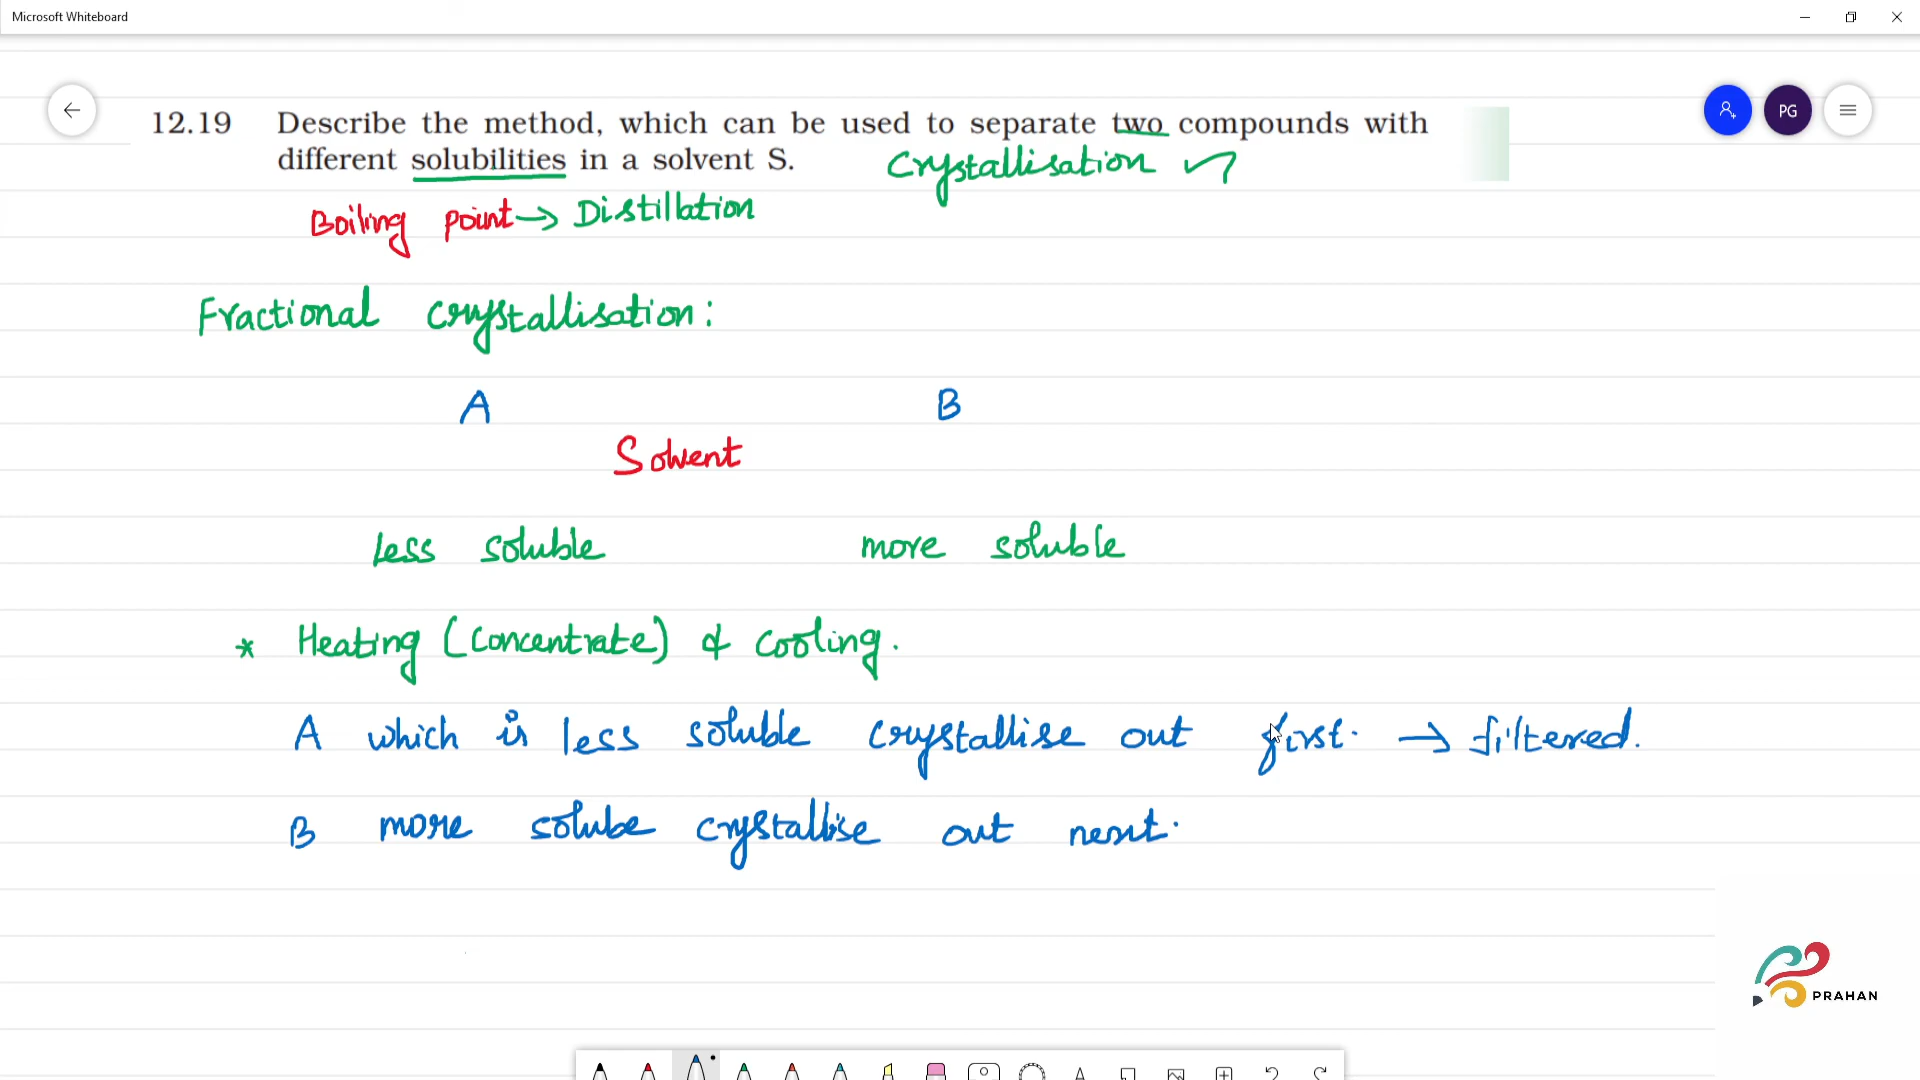 Microsoft Whiteboard
PG
12.19 Describe the method, which can be used to separate two compounds with
different solubilities in a solvent S.
Crystallisation
Boiling point → Distillation
Fractional crystallisation:
A B
Solvent
less soluble more soluble
* Heating (concentrate) & cooling.
A which is less soluble crystallise out first. → filtered.
B more solube crystallise out next.
PRAHAN